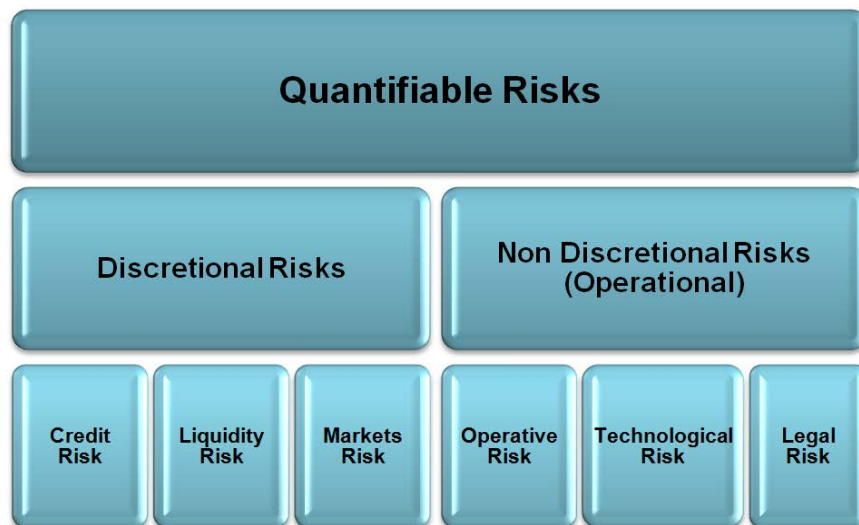 Quantifiable Risks
Discretional Risks
Non Discretional Risks
(Operational)
Credit
Risk
Liquidity
Risk
Markets
Risk
Operative
Risk
Technological
Risk
Legal
Risk